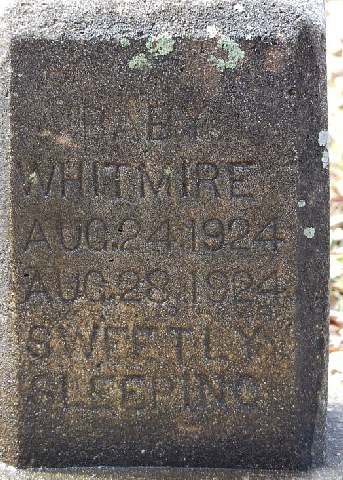 BABY
WHITMIRE
AUG. 24 1924
AUG. 28, 1924
SWEETLY
SLEEPING